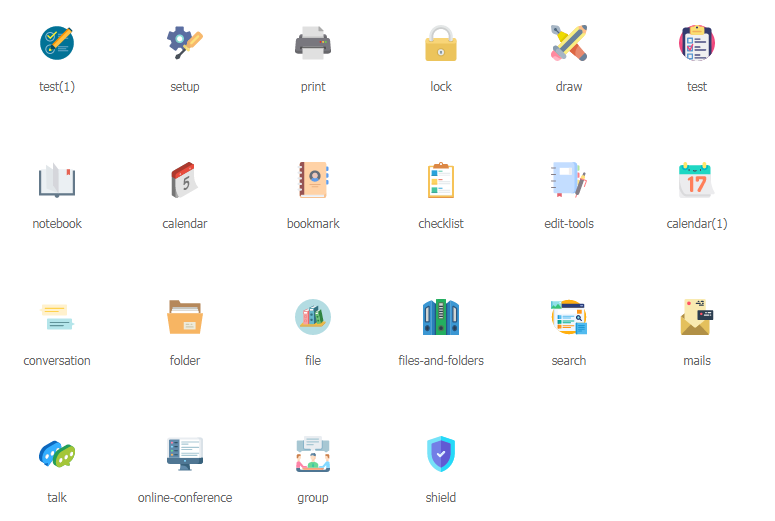 test(1) setup print lock draw test
5 17
notebook calendar bookmark checklist edit-tools calendar(1)
conversation folder file files-and-folders search mails
talk online-conference group shield